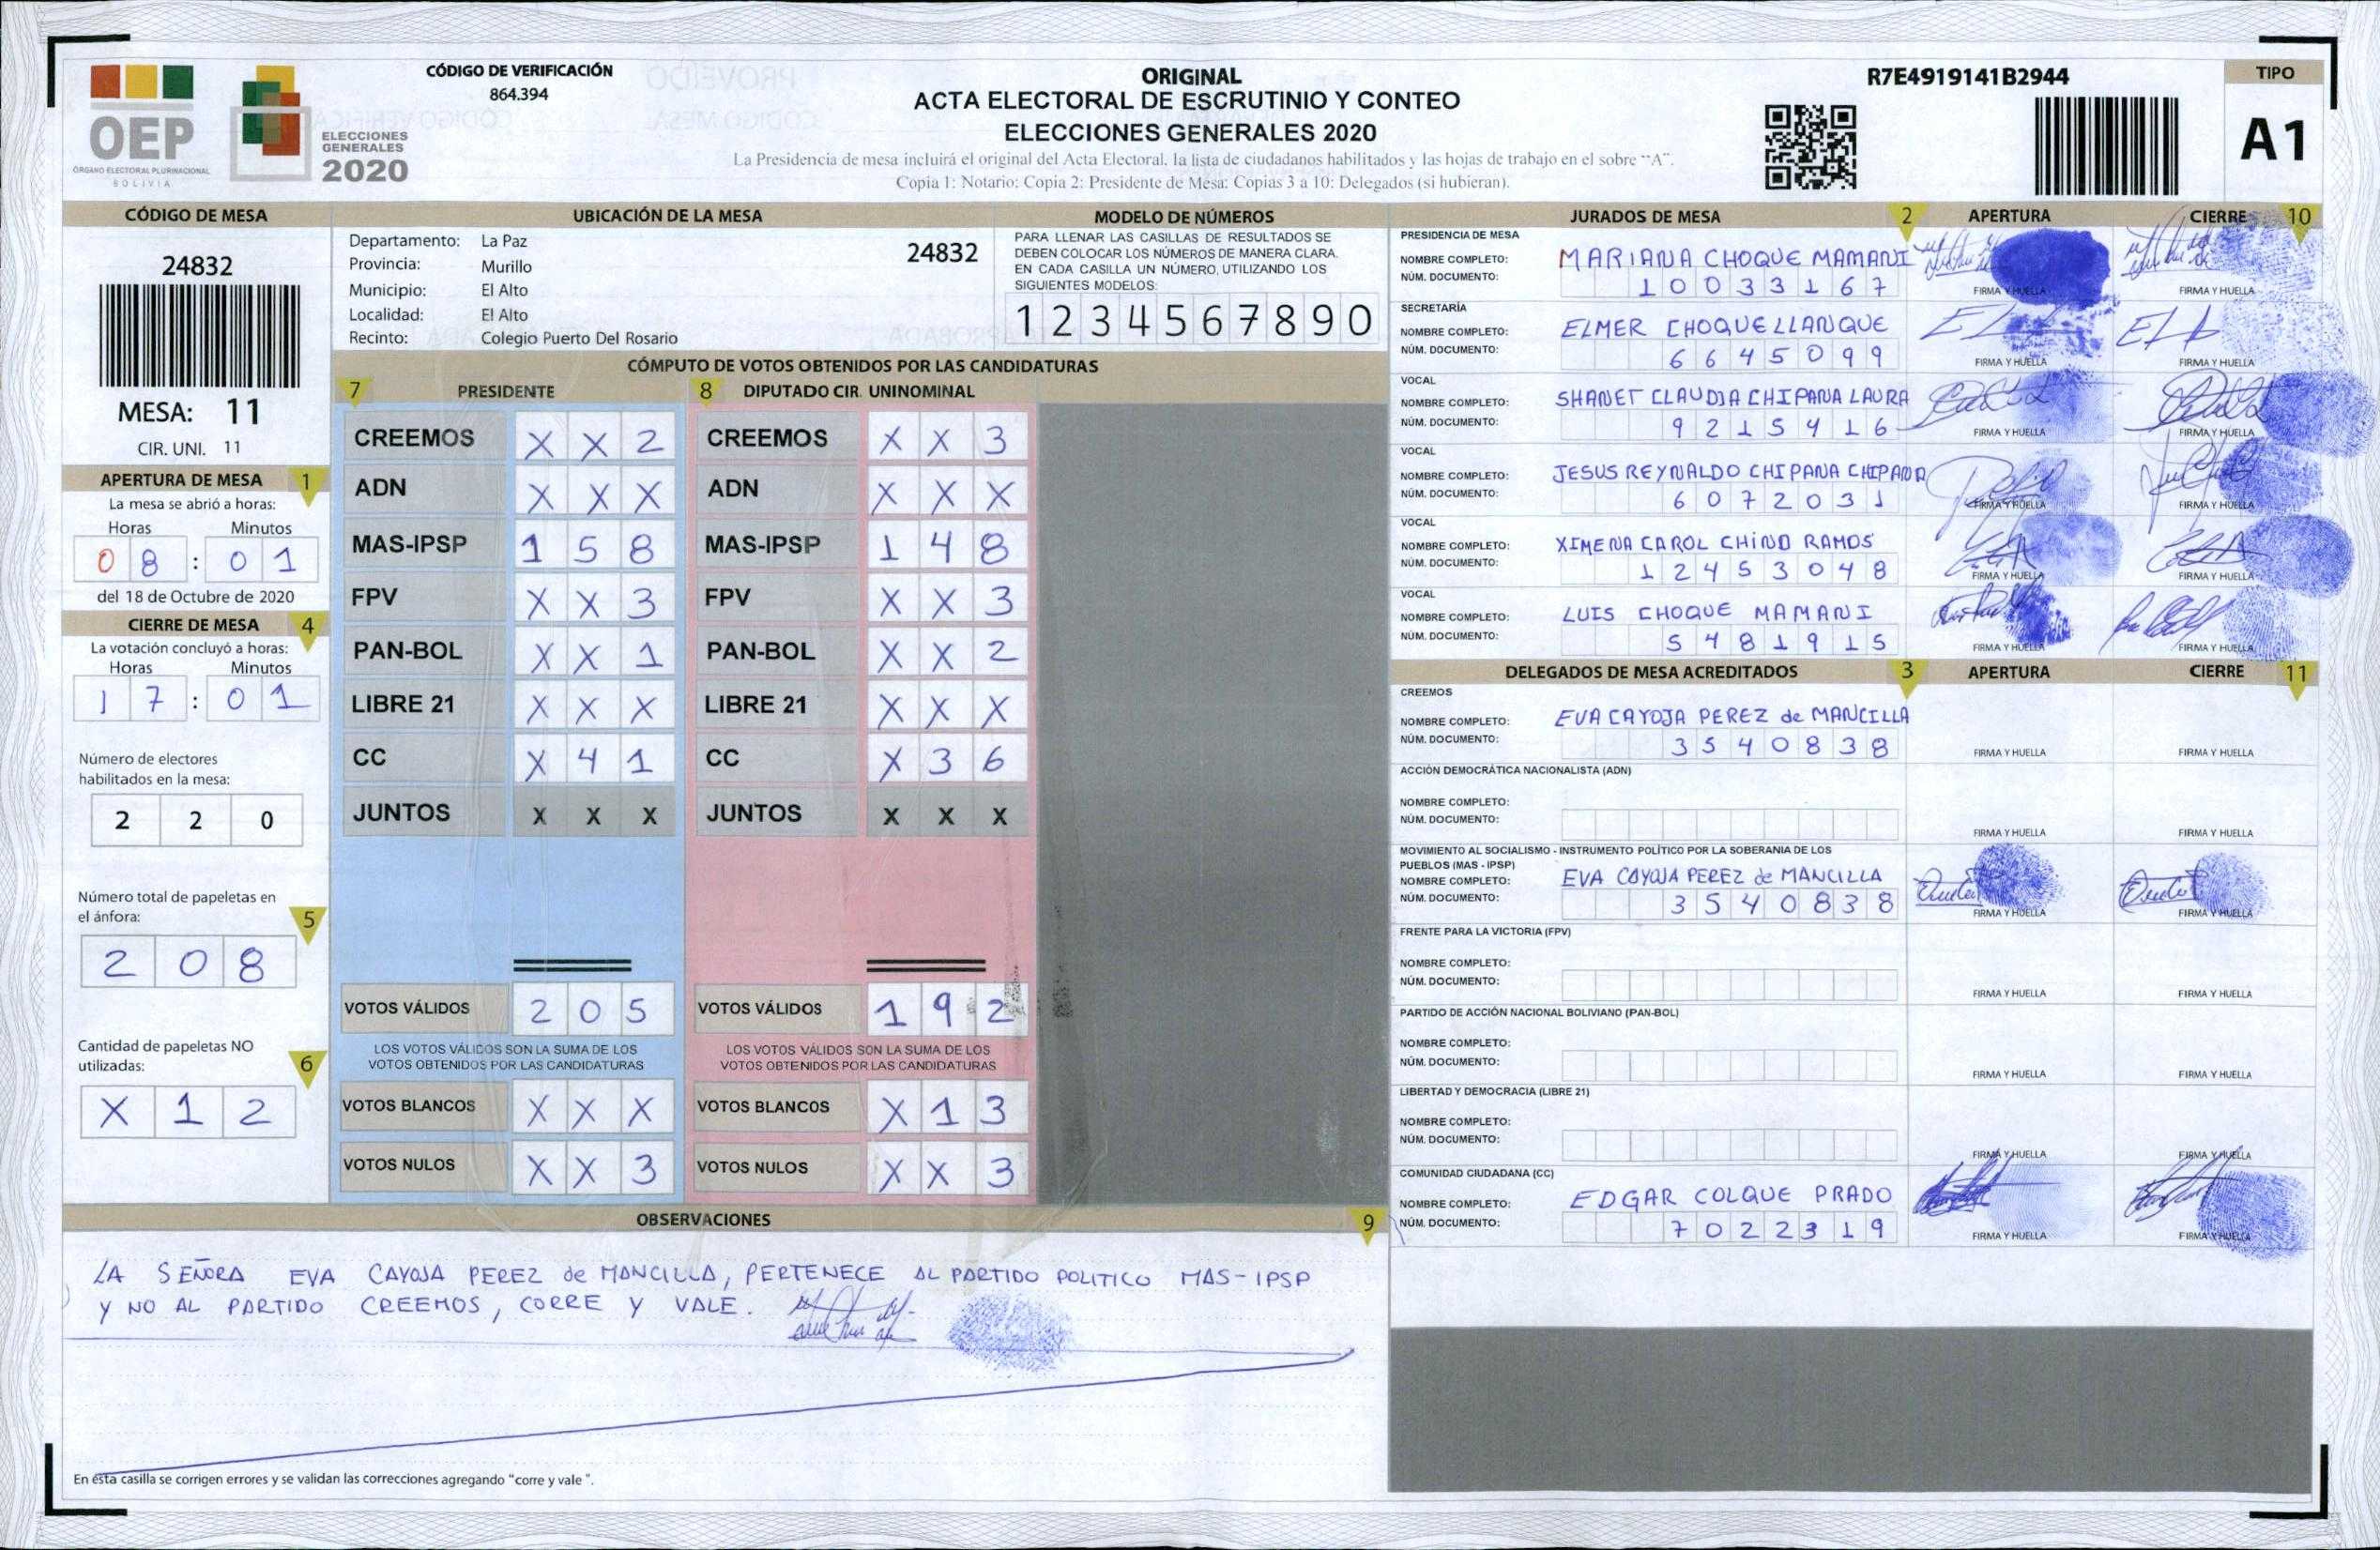 OEP
ÓRGANO ELECTORAL PLURINACIONAL
BOLIVIA
ELECCIONES
GENERALES
2020
CÓDIGO DE VERIFICACIÓN
864.394
ORIGINAL
ACTA ELECTORAL DE ESCRUTINIO Y CONTEO
ELECCIONES GENERALES 2020
La Presidencia de mesa incluirá el original del Acta Electoral, la lista de ciudadanos habilitados y las hojas de trabajo en el sobre "A".
Copia 1: Notario; Copia 2: Presidente de Mesa; Copias 3 a 10: Delegados (si hubieran).
R7E4919141B2944
TIPO
A1
CÓDIGO DE MESA
24832
MESA: 11
CIR. UNI. 11
APERTURA DE MESA 1
La mesa se abrió a horas:
Horas Minutos
08 : 01
del 18 de Octubre de 2020
CIERRE DE MESA 4
La votación concluyó a horas:
Horas Minutos
17 : 01
Número de electores
habilitados en la mesa:
2 2 0
Número total de papeletas en
el ánfora: 5
2 0 8
Cantidad de papeletas NO
utilizadas: 6
X 1 2
UBICACIÓN DE LA MESA
Departamento: La Paz 24832
Provincia: Murillo
Municipio: El Alto
Localidad: El Alto
Recinto: Colegio Puerto Del Rosario
MODELO DE NÚMEROS
PARA LLENAR LAS CASILLAS DE RESULTADOS SE
DEBEN COLOCAR LOS NÚMEROS DE MANERA CLARA.
EN CADA CASILLA UN NÚMERO, UTILIZANDO LOS
SIGUIENTES MODELOS:
1 2 3 4 5 6 7 8 9 0
CÓMPUTO DE VOTOS OBTENIDOS POR LAS CANDIDATURAS
7 PRESIDENTE
CREEMOS X X 2
ADN X X X
MAS-IPSP 1 5 8
FPV X X 3
PAN-BOL X X 1
LIBRE 21 X X X
CC X 4 1
JUNTOS X X X
VOTOS VÁLIDOS 2 0 5
LOS VOTOS VÁLIDOS SON LA SUMA DE LOS
VOTOS OBTENIDOS POR LAS CANDIDATURAS
VOTOS BLANCOS X X X
VOTOS NULOS X X 3
8 DIPUTADO CIR. UNINOMINAL
CREEMOS X X 3
ADN X X X
MAS-IPSP 1 4 8
FPV X X 3
PAN-BOL X X 2
LIBRE 21 X X X
CC X 3 6
JUNTOS X X X
VOTOS VÁLIDOS 1 9 2
LOS VOTOS VÁLIDOS SON LA SUMA DE LOS
VOTOS OBTENIDOS POR LAS CANDIDATURAS
VOTOS BLANCOS X 1 3
VOTOS NULOS X X 3
OBSERVACIONES 9
LA SEÑORA EVA CAYOJA PEREZ de MANCILLA, PERTENECE AL PARTIDO POLITICO MAS-IPSP
Y NO AL PARTIDO CREEMOS, CORRE Y VALE.
En ésta casilla se corrigen errores y se validan las correcciones agregando "corre y vale ".
JURADOS DE MESA 2 APERTURA CIERRE 10
PRESIDENCIA DE MESA
NOMBRE COMPLETO: MARIANA CHOQUE MAMANI
NÚM. DOCUMENTO: 10033167
FIRMA Y HUELLA FIRMA Y HUELLA
SECRETARÍA
NOMBRE COMPLETO: ELMER CHOQUE LLANQUE
NÚM. DOCUMENTO: 6645099
FIRMA Y HUELLA FIRMA Y HUELLA
VOCAL
NOMBRE COMPLETO: SHANET CLAUDIA CHIPANA LAURA
NÚM. DOCUMENTO: 9215416
FIRMA Y HUELLA FIRMA Y HUELLA
VOCAL
NOMBRE COMPLETO: JESUS REYNALDO CHIPANA CHIPANA
NÚM. DOCUMENTO: 6072031
FIRMA Y HUELLA FIRMA Y HUELLA
VOCAL
NOMBRE COMPLETO: XIMENA CAROL CHINO RAMOS
NÚM. DOCUMENTO: 12453048
FIRMA Y HUELLA FIRMA Y HUELLA
VOCAL
NOMBRE COMPLETO: LUIS CHOQUE MAMANI
NÚM. DOCUMENTO: 5481915
FIRMA Y HUELLA FIRMA Y HUELLA
DELEGADOS DE MESA ACREDITADOS 3 APERTURA CIERRE 11
CREEMOS
NOMBRE COMPLETO: EVA CAYOJA PEREZ de MANCILLA
NÚM. DOCUMENTO: 3540838
FIRMA Y HUELLA FIRMA Y HUELLA
ACCIÓN DEMOCRÁTICA NACIONALISTA (ADN)
NOMBRE COMPLETO:
NÚM. DOCUMENTO:
FIRMA Y HUELLA FIRMA Y HUELLA
MOVIMIENTO AL SOCIALISMO - INSTRUMENTO POLÍTICO POR LA SOBERANIA DE LOS
PUEBLOS (MAS - IPSP)
NOMBRE COMPLETO: EVA CAYOJA PEREZ de MANCILLA
NÚM. DOCUMENTO: 3540838
FIRMA Y HUELLA FIRMA Y HUELLA
FRENTE PARA LA VICTORIA (FPV)
NOMBRE COMPLETO:
NÚM. DOCUMENTO:
FIRMA Y HUELLA FIRMA Y HUELLA
PARTIDO DE ACCIÓN NACIONAL BOLIVIANO (PAN-BOL)
NOMBRE COMPLETO:
NÚM. DOCUMENTO:
FIRMA Y HUELLA FIRMA Y HUELLA
LIBERTAD Y DEMOCRACIA (LIBRE 21)
NOMBRE COMPLETO:
NÚM. DOCUMENTO:
FIRMA Y HUELLA FIRMA Y HUELLA
COMUNIDAD CIUDADANA (CC)
NOMBRE COMPLETO: EDGAR COLQUE PRADO
NÚM. DOCUMENTO: 7022319
FIRMA Y HUELLA FIRMA Y HUELLA